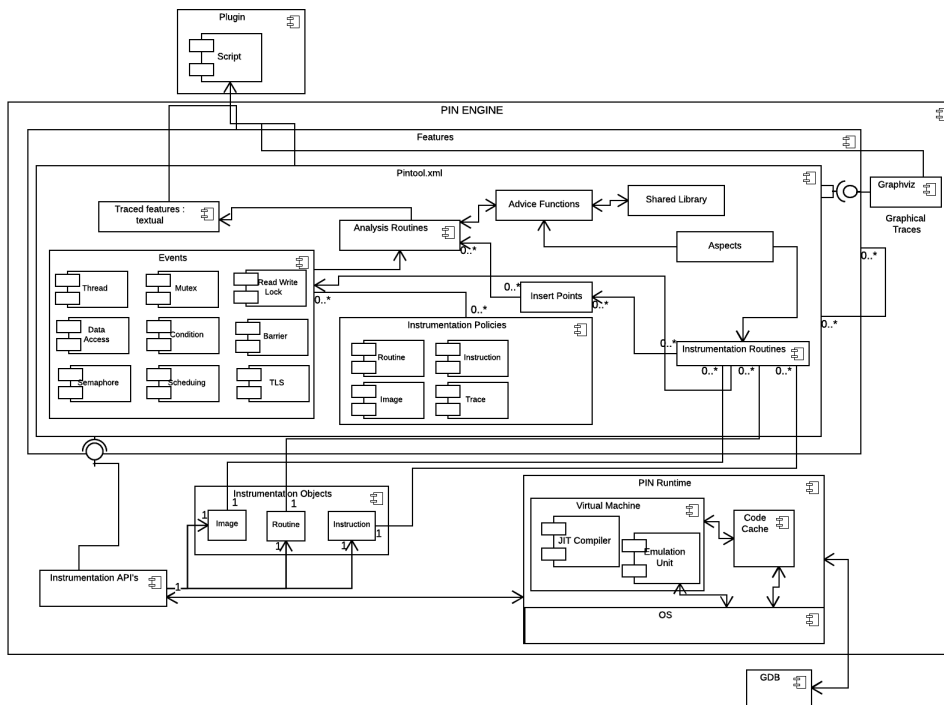 Plugin
Script
PIN ENGINE
Features
Pintool.xml
Graphviz
Graphical
Traces
Traced features :
textual
Advice Functions
Shared Library
Analysis Routines
0..*
Aspects
Events
Thread
Mutex
Read Write
Lock
0..*
Data
Access
Condition
Barrier
Semaphore
Scheduing
TLS
0..*
Insert Points
0..*
0..*
0..*
0..*
Instrumentation Policies
Routine
Instruction
Image
Trace
0..*
Instrumentation Routines
0..*
0..*
0..*
Instrumentation Objects
1
1
1
Image
Routine
Instruction
1
1
1
Instrumentation API's
1
PIN Runtime
Virtual Machine
JIT Compiler
Emulation
Unit
Code
Cache
OS
GDB